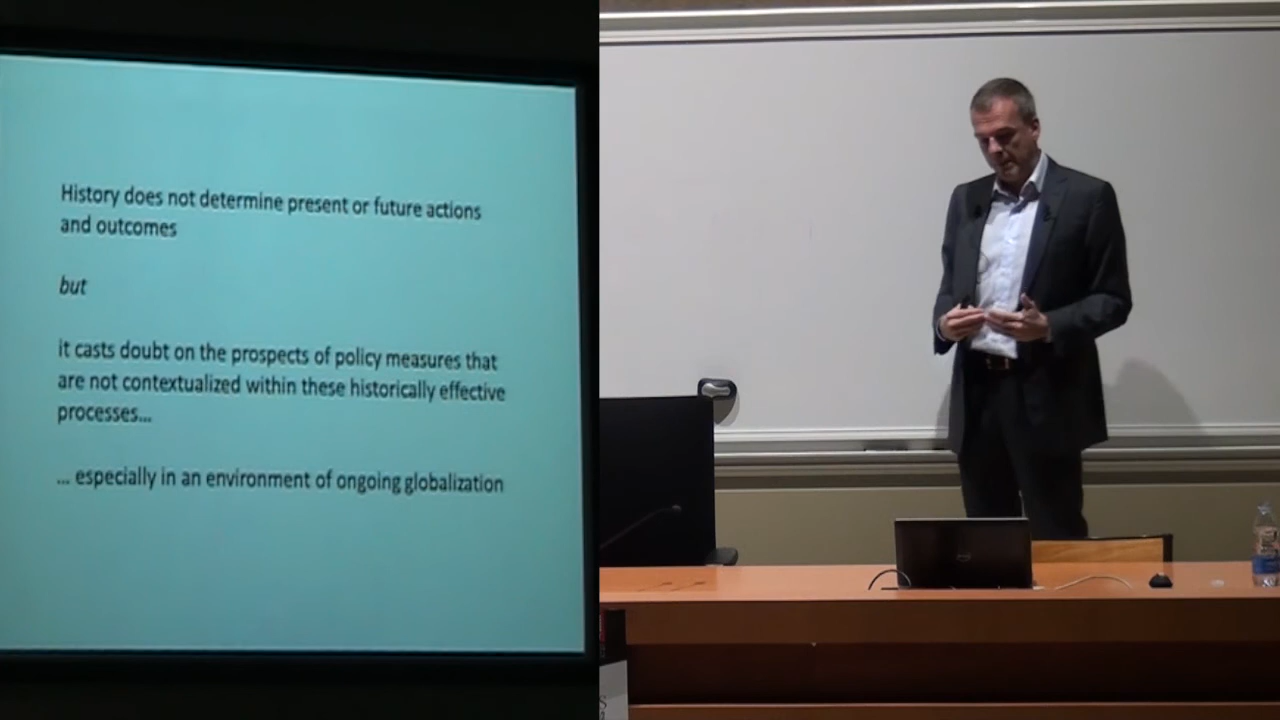 History does not determine present or future actions
and outcomes
but
it casts doubt on the prospects of policy measures that
are not contextualized within these historically effective
processes...
... especially in an environment of ongoing globalization